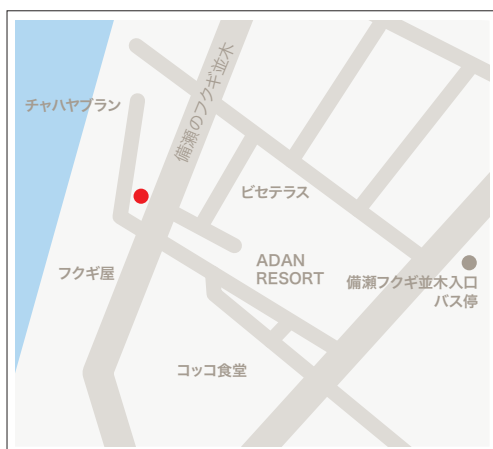 チャハヤブラン
備瀬のフクギ並木
ビセテラス
フクギ屋
ADAN
RESORT
備瀬フクギ並木入口
バス停
コッコ食堂